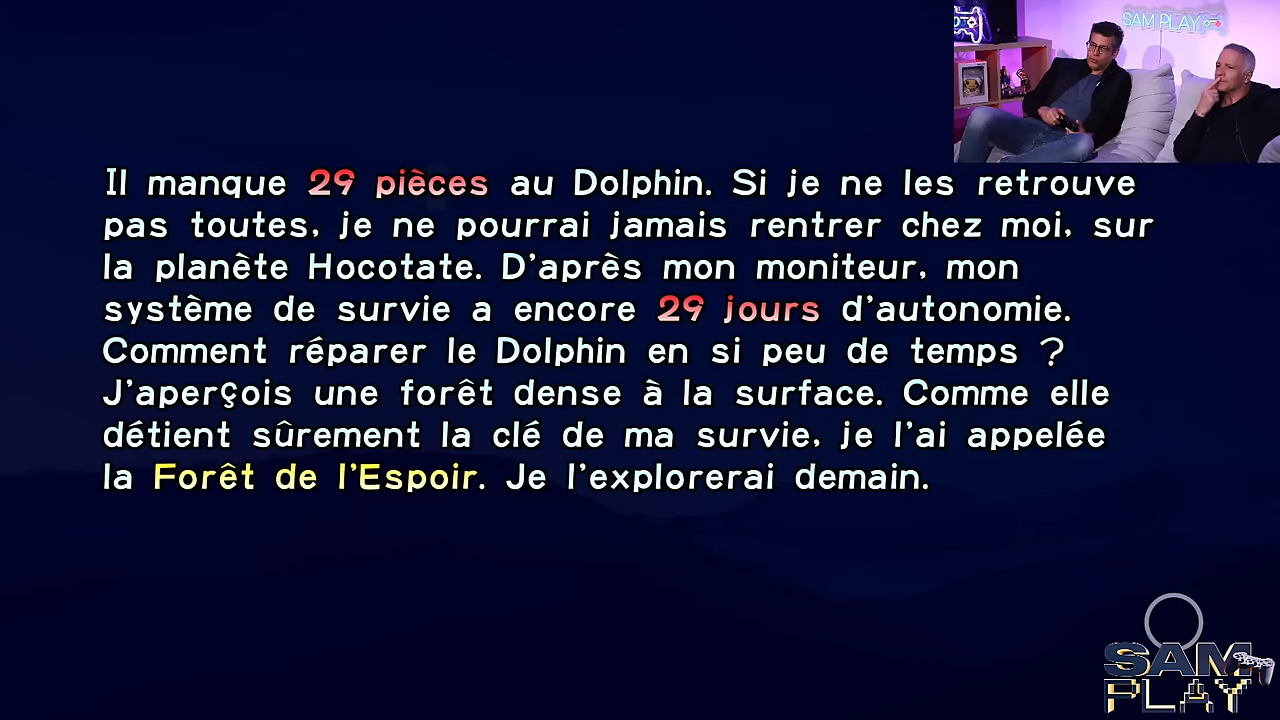 SAM PLAY
Il manque 29 pièces au Dolphin. Si je ne les retrouve
pas toutes, je ne pourrai jamais rentrer chez moi, sur
la planète Hocotate. D'après mon moniteur, mon
système de survie a encore 29 jours d'autonomie.
Comment réparer le Dolphin en si peu de temps ?
J'aperçois une forêt dense à la surface. Comme elle
détient sûrement la clé de ma survie, je l'ai appelée
la Forêt de l'Espoir. Je l'explorerai demain.
SAM
PLAY